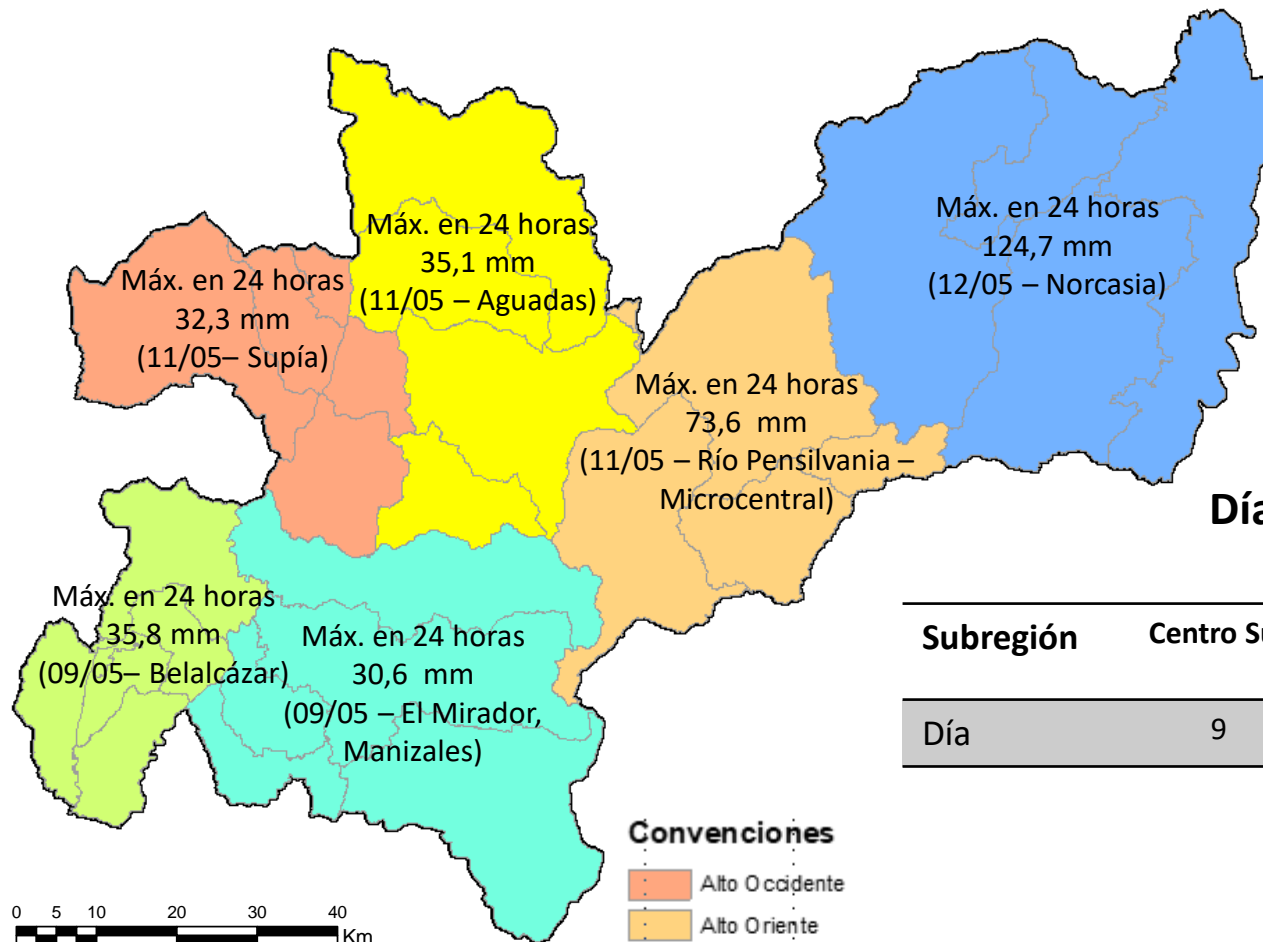 Máx. en 24 horas
35,1 mm
(11/05 – Aguadas)
Máx. en 24 horas
124,7 mm
(12/05 – Norcasia)
Máx. en 24 horas
32,3 mm
(11/05– Supía)
Máx. en 24 horas
73,6 mm
(11/05 – Río Pensilvania –
Microcentral)
Máx. en 24 horas
35,8 mm
(09/05– Belalcázar)
Máx. en 24 horas
30,6 mm
(09/05 – El Mirador,
Manizales)
Día
Subregión Centro Su
Día 9
Convenciones
Alto Occidente
Alto Oriente
0 5 10 20 30 40
Km